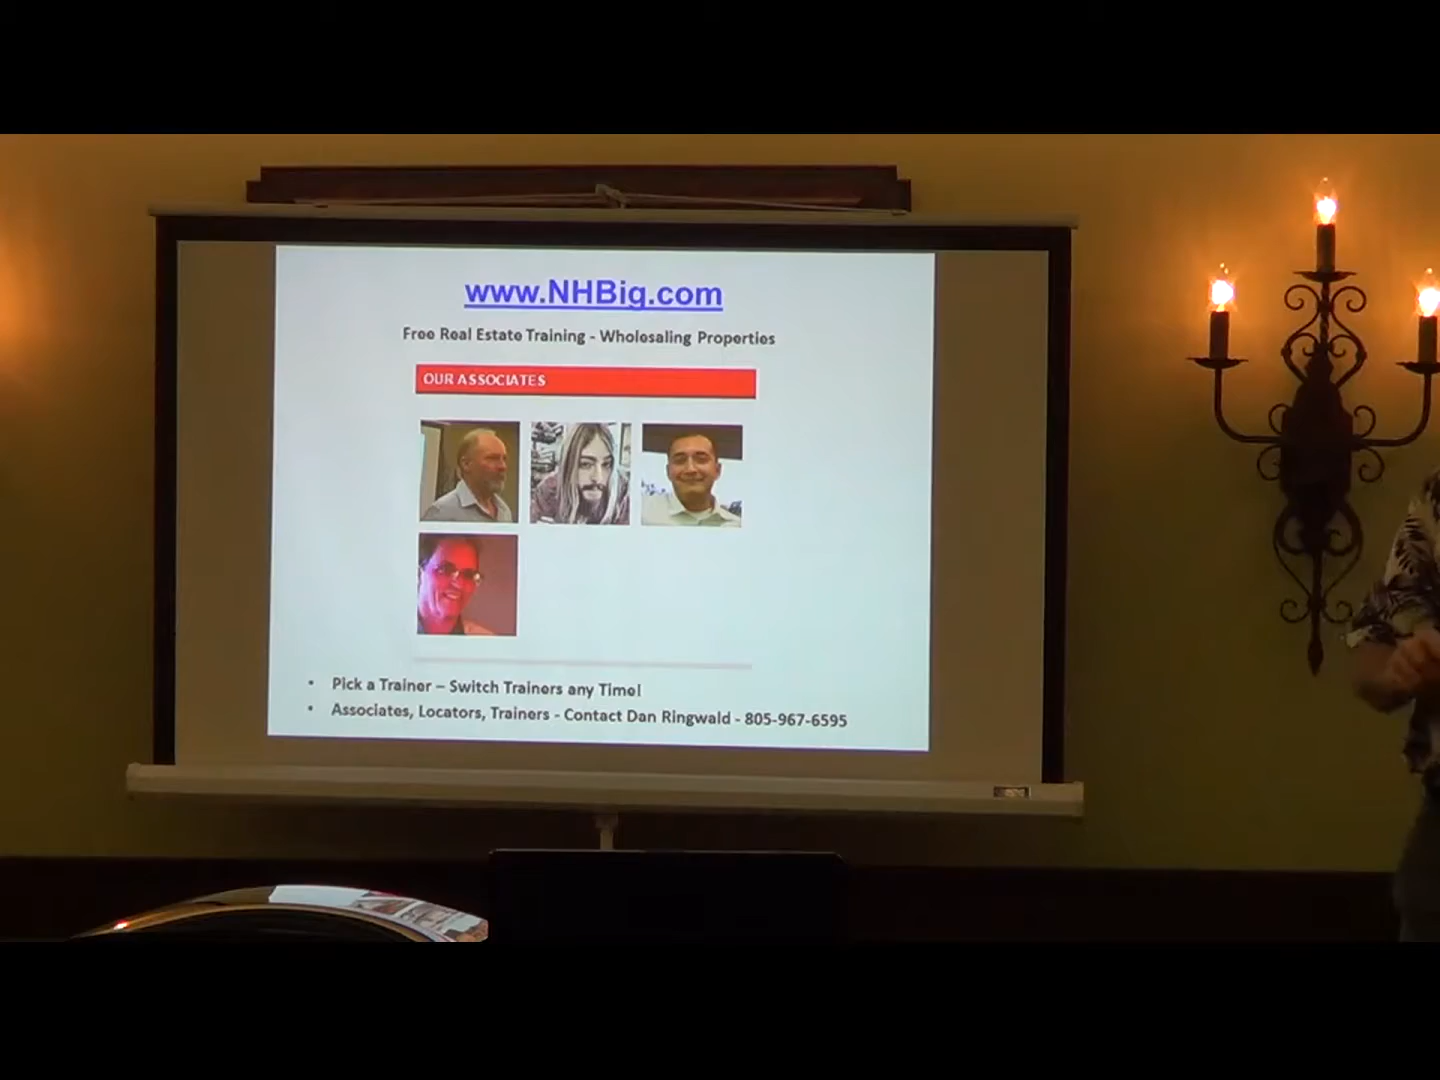 www.NHBig.com
Free Real Estate Training - Wholesaling Properties
OUR ASSOCIATES
• Pick a Trainer – Switch Trainers any Time!
• Associates, Locators, Trainers - Contact Dan Ringwald - 805-967-6595